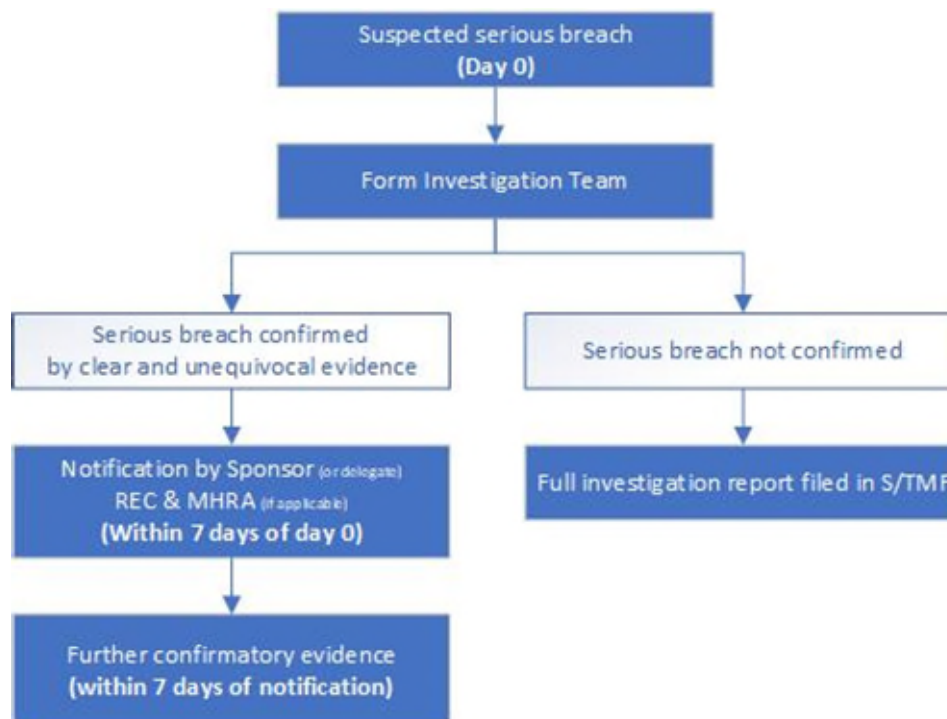 Suspected serious breach
(Day 0)
Form Investigation Team
Serious breach confirmed
by clear and unequivocal evidence
Serious breach not confirmed
Notification by Sponsor (or delegate)
REC & MHRA (if applicable)
(Within 7 days of day 0)
Full investigation report filed in S/TMF
Further confirmatory evidence
(within 7 days of notification)